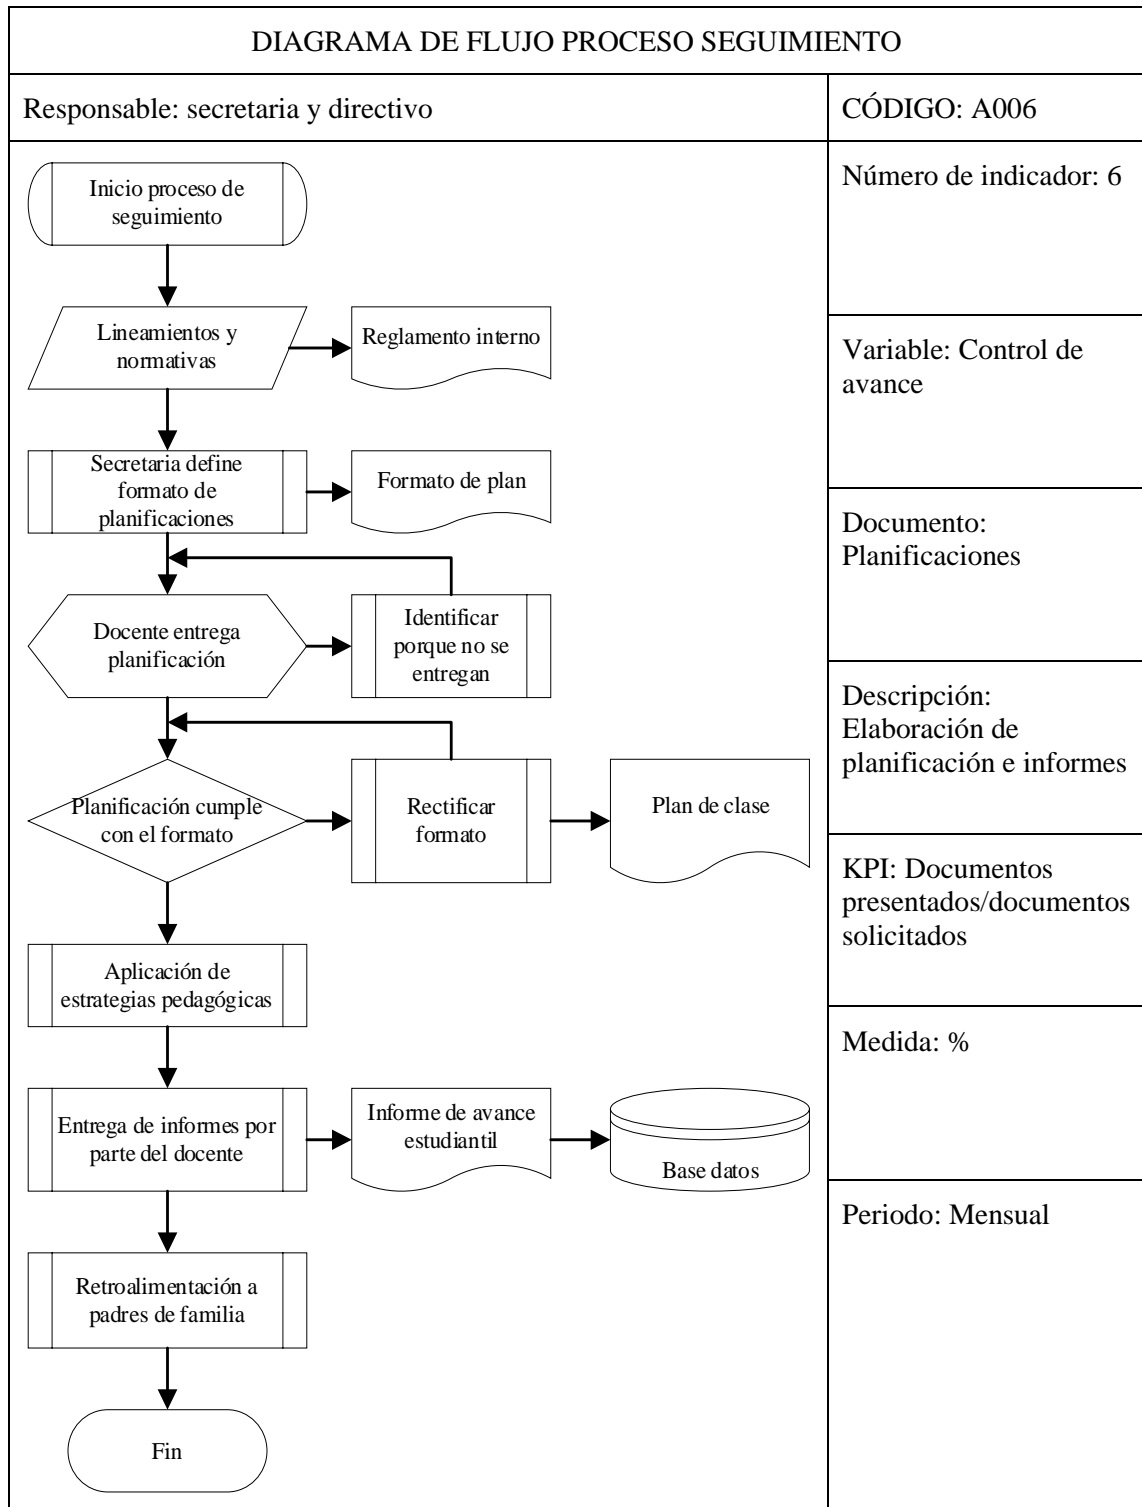 DIAGRAMA DE FLUJO PROCESO SEGUIMIENTO
Responsable: secretaria y directivo
CÓDIGO: A006
Inicio proceso de
seguimiento
Lineamientos y
normativas
Reglamento interno
Secretaria define
formato de
planificaciones
Formato de plan
Docente entrega
planificación
Identificar
porque no se
entregan
Planificación cumple
con el formato
Rectificar
formato
Plan de clase
Aplicación de
estrategias pedagógicas
Entrega de informes por
parte del docente
Informe de avance
estudiantil
Base datos
Retroalimentación a
padres de familia
Fin
Número de indicador: 6
Variable: Control de
avance
Documento:
Planificaciones
Descripción:
Elaboración de
planificación e informes
KPI: Documentos
presentados/documentos
solicitados
Medida: %
Periodo: Mensual